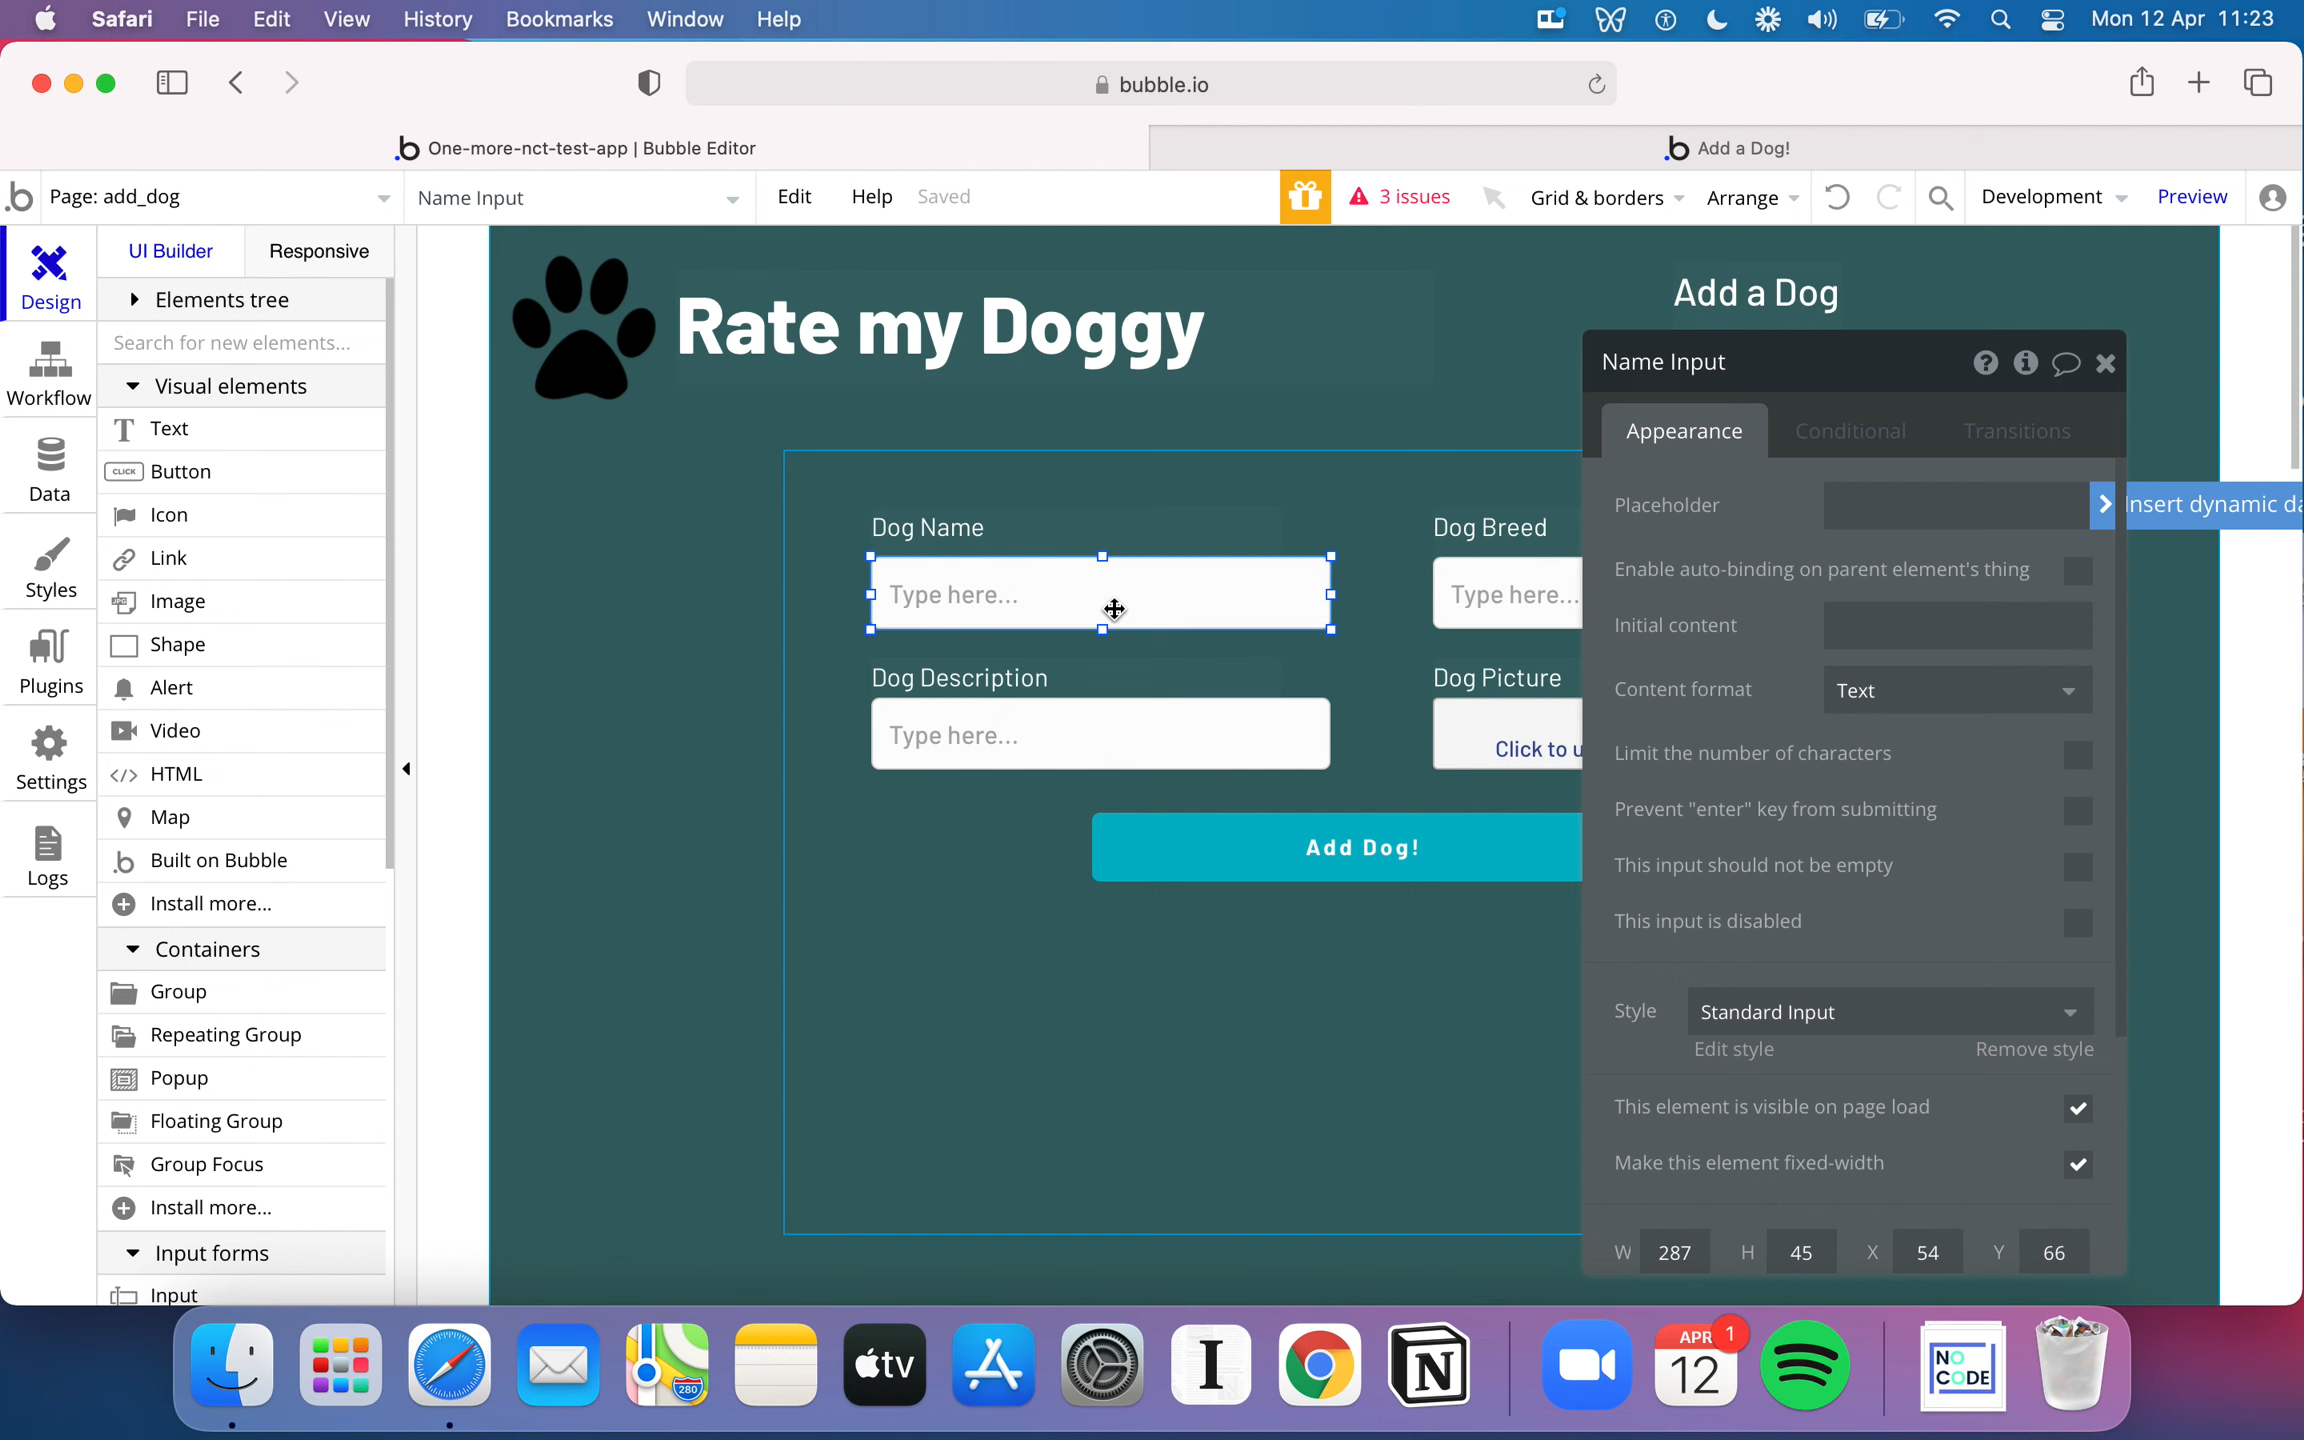 Safari File Edit View History Bookmarks Window Help Mon 12 Apr 11:23
bubble.io
One-more-nct-test-app | Bubble Editor
Add a Dog!
Page: add_dog Name Input Edit Help Saved 3 issues Grid & borders Arrange Development Preview
Design
Workflow
Data
Styles
Plugins
Settings
Logs
UI Builder Responsive
Elements tree
Search for new elements...
Visual elements
Text
CLICK Button
Icon
Link
Image
Shape
Alert
Video
HTML
Map
Built on Bubble
Install more...
Containers
Group
Repeating Group
Popup
Floating Group
Group Focus
Install more...
Input forms
Input
Rate my Doggy
Add a Dog
Dog Name
Type here...
Dog Breed
Type here...
Dog Description
Type here...
Dog Picture
Click to u
Add Dog!
Name Input
Appearance Conditional Transitions
Placeholder
Insert dynamic da
Enable auto-binding on parent element's thing
Initial content
Content format Text
Limit the number of characters
Prevent "enter" key from submitting
This input should not be empty
This input is disabled
Style Standard Input
Edit style Remove style
This element is visible on page load
Make this element fixed-width
W 287 H 45 X 54 Y 66
280
tv
APR 1
12
NO
CODE